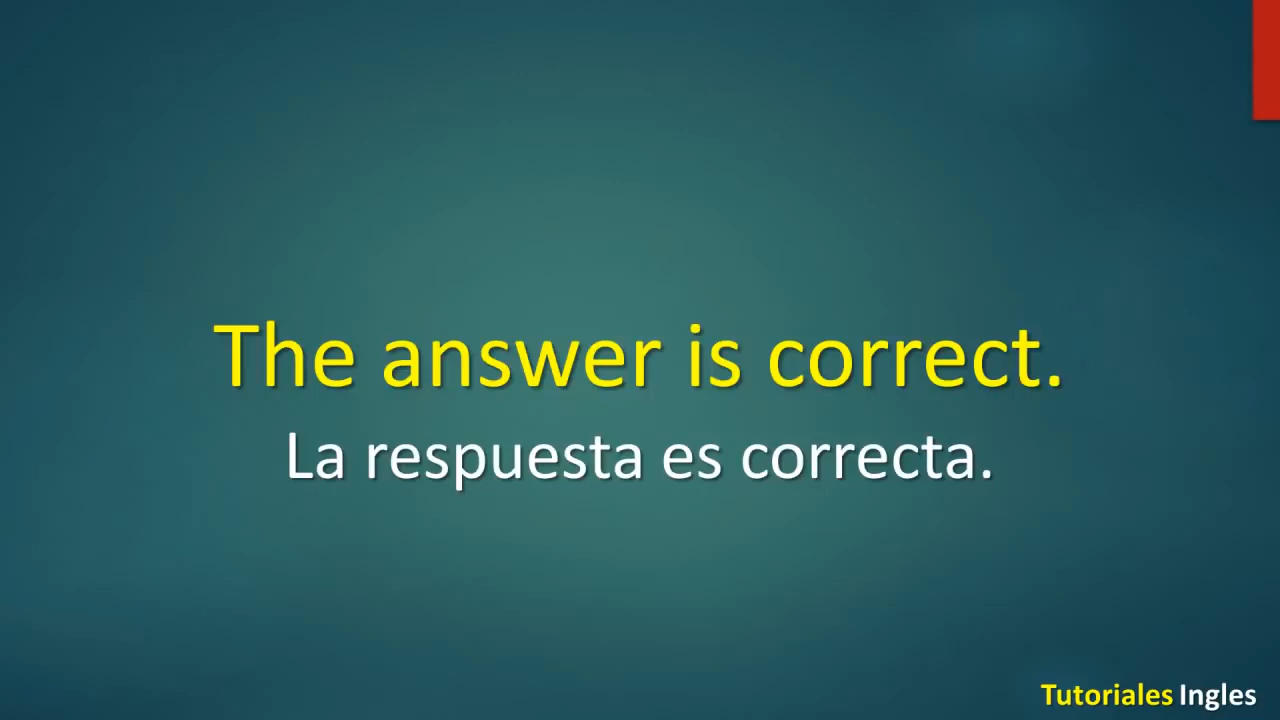 The answer is correct.
La respuesta es correcta.
Tutoriales Ingles